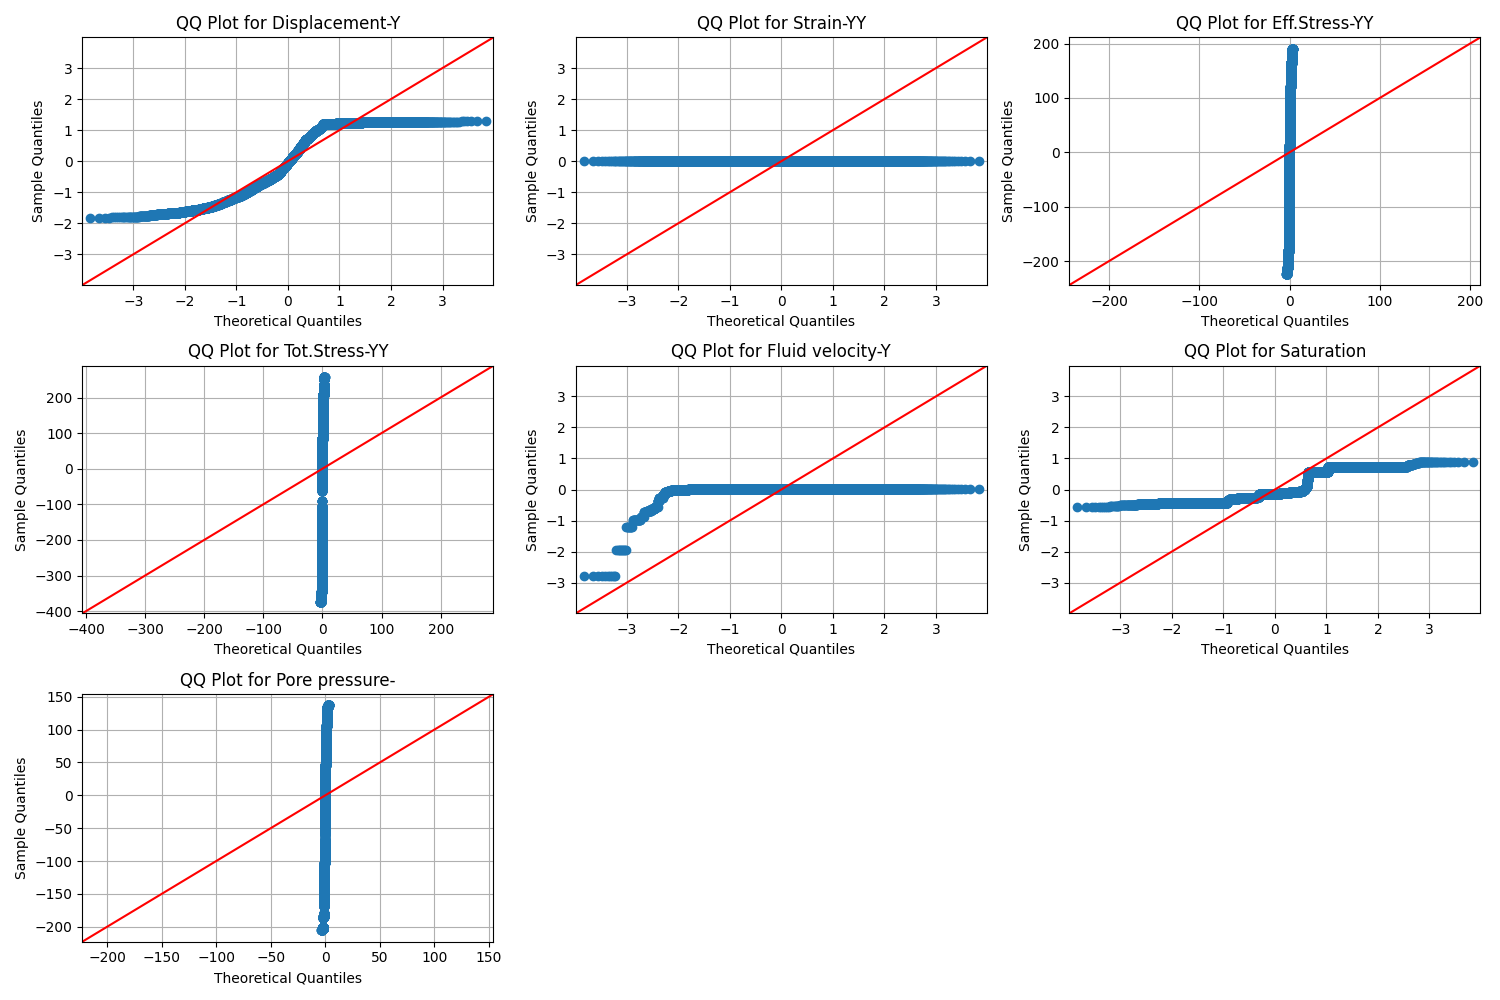 QQ Plot for Displacement-Y
Sample Quantiles
3
2
1
0
−1
−2
−3
−3 −2 −1 0 1 2 3
Theoretical Quantiles
QQ Plot for Strain-YY
Sample Quantiles
3
2
1
0
−1
−2
−3
−3 −2 −1 0 1 2 3
Theoretical Quantiles
QQ Plot for Eff.Stress-YY
Sample Quantiles
200
100
0
−100
−200
−200 −100 0 100 200
Theoretical Quantiles
QQ Plot for Tot.Stress-YY
Sample Quantiles
200
100
0
−100
−200
−300
−400
−400 −300 −200 −100 0 100 200
Theoretical Quantiles
QQ Plot for Fluid velocity-Y
Sample Quantiles
3
2
1
0
−1
−2
−3
−3 −2 −1 0 1 2 3
Theoretical Quantiles
QQ Plot for Saturation
Sample Quantiles
3
2
1
0
−1
−2
−3
−3 −2 −1 0 1 2 3
Theoretical Quantiles
QQ Plot for Pore pressure-
Sample Quantiles
150
100
50
0
−50
−100
−150
−200
−200 −150 −100 −50 0 50 100 150
Theoretical Quantiles